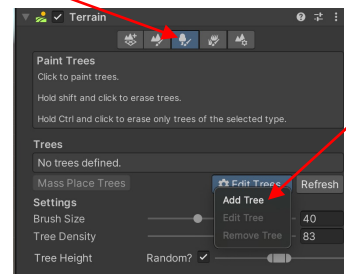 Terrain
Paint Trees
Click to paint trees.
Hold shift and click to erase trees.
Hold Ctrl and click to erase only trees of the selected type.
Trees
No trees defined.
Mass Place Trees Edit Trees Refresh
Add Tree
Edit Tree
Remove Tree
Settings
Brush Size 40
Tree Density 83
Tree Height Random?